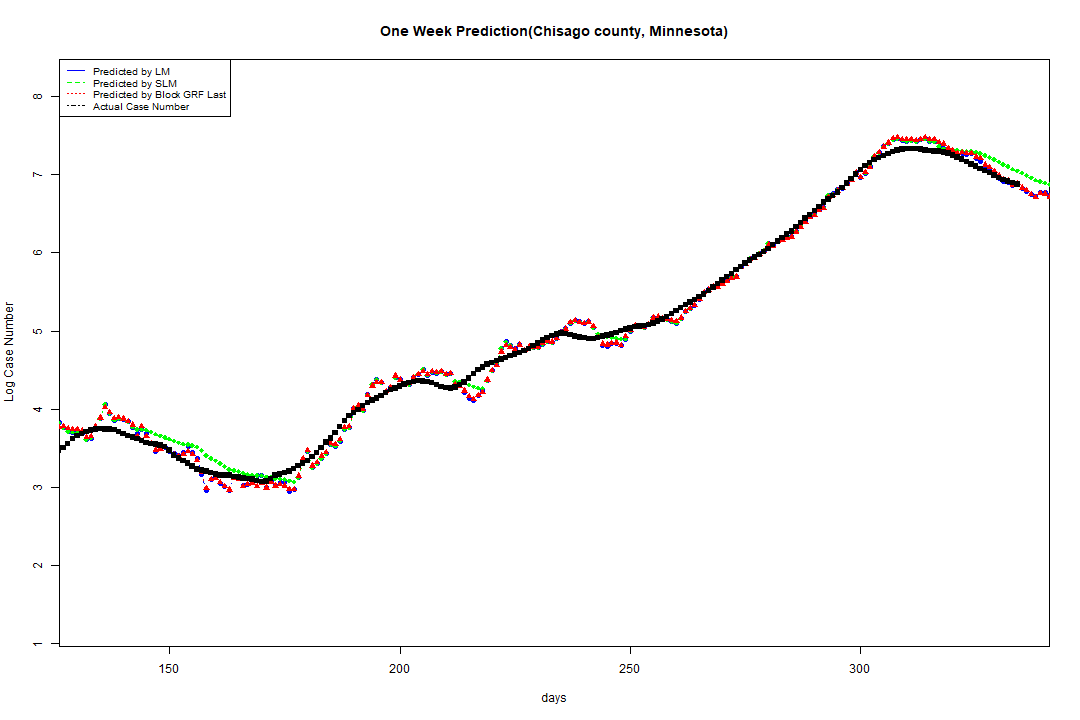 One Week Prediction(Chisago county, Minnesota)
Predicted by LM
Predicted by SLM
Predicted by Block GRF Last
Actual Case Number
8
7
6
5
4
3
2
1
Log Case Number
150 200 250 300
days